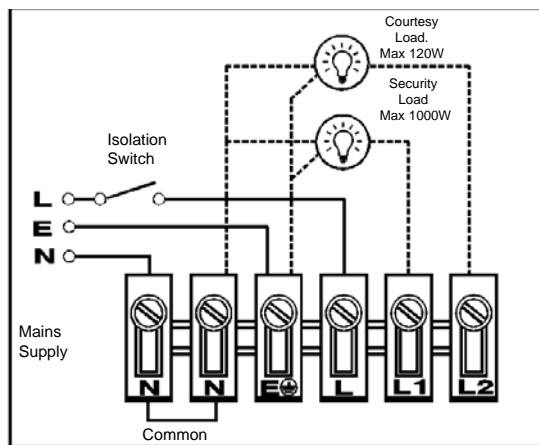 Courtesy
Load.
Max 120W
Security
Load
Max 1000W
Isolation
Switch
L
E
N
Mains
Supply
N N E L L1 L2
Common